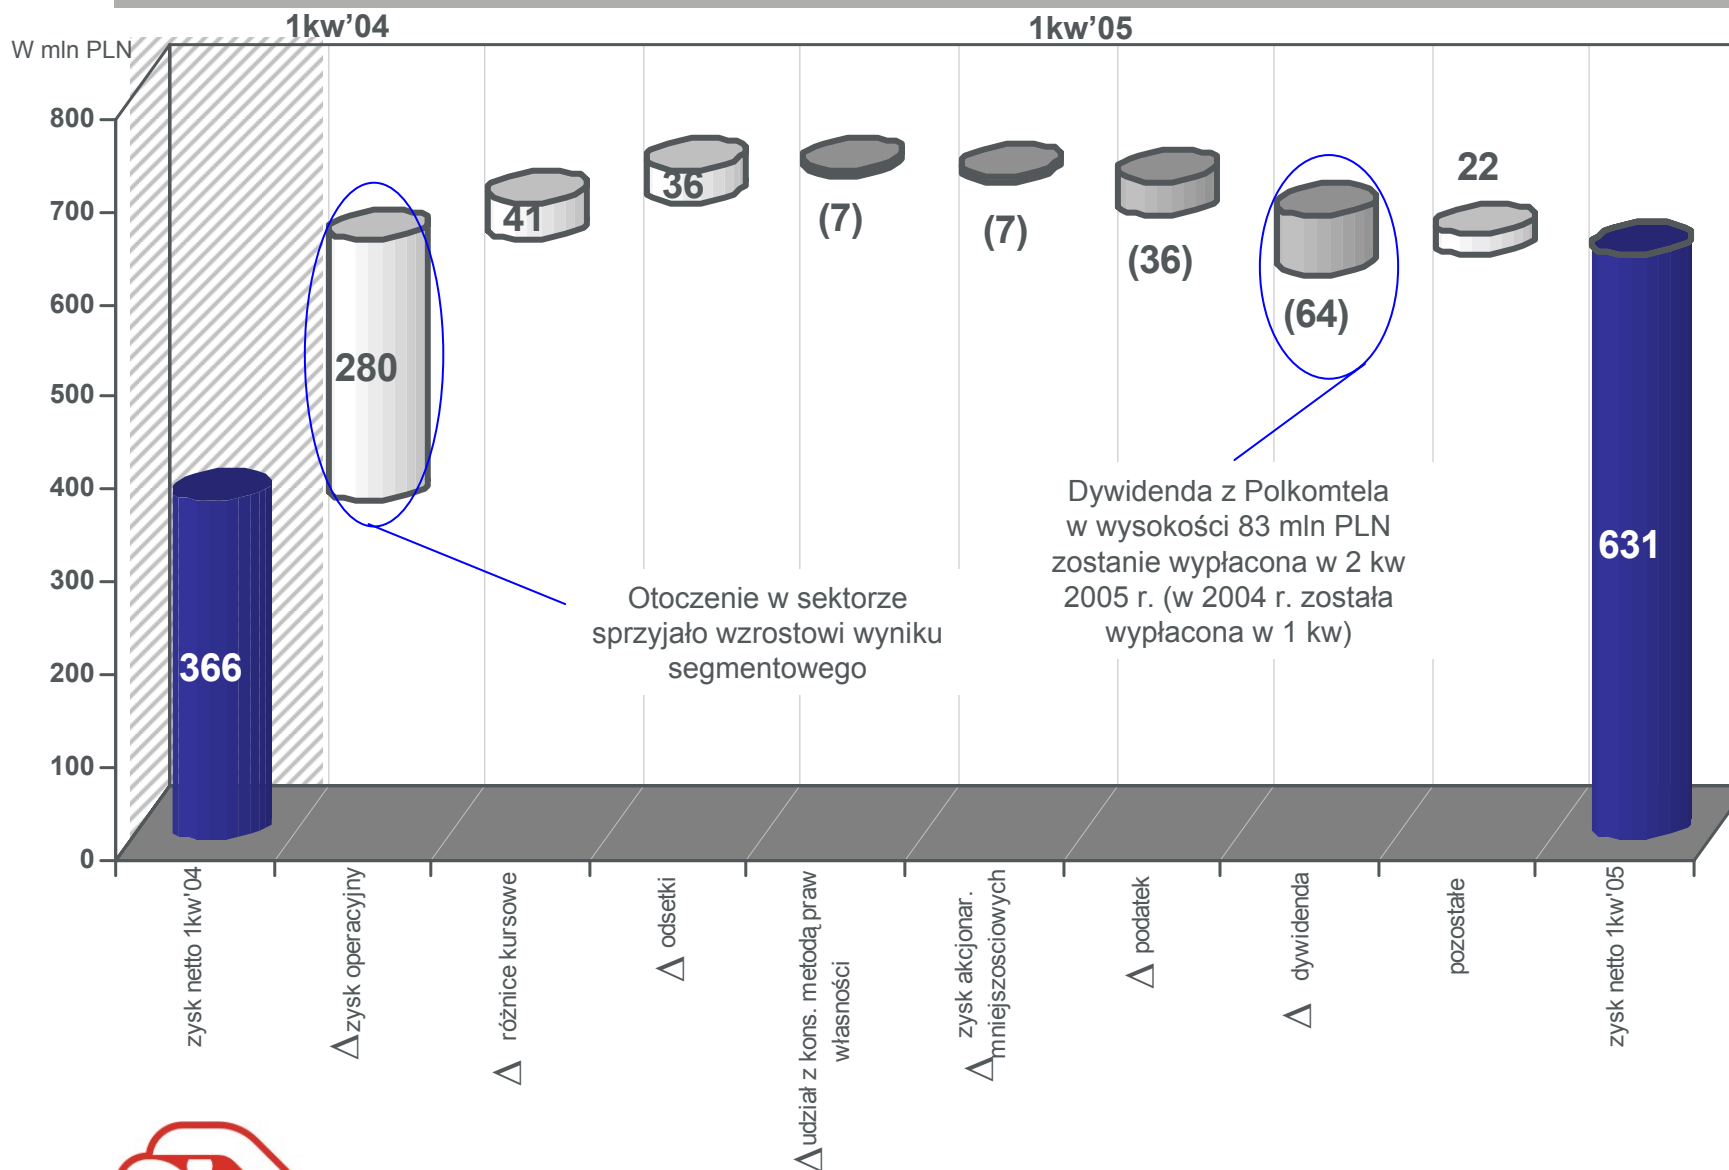 1kw’04
1kw’05
W mln PLN
800
700
600
500
400
300
200
100
0
366
280
41
36
(7)
(7)
(36)
(64)
22
631
Otoczenie w sektorze
sprzyjało wzrostowi wyniku
segmentowego
Dywidenda z Polkomtela
w wysokości 83 mln PLN
zostanie wypłacona w 2 kw
2005 r. (w 2004 r. została
wypłacona w 1 kw)
zysk netto 1kw'04
Δ zysk operacyjny
Δ różnice kursowe
Δ odsetki
Δ udział z kons. metodą praw
własności
zysk akcjonar.
Δ mniejszosciowych
Δ podatek
Δ dywidenda
pozostałe
zysk netto 1kw'05